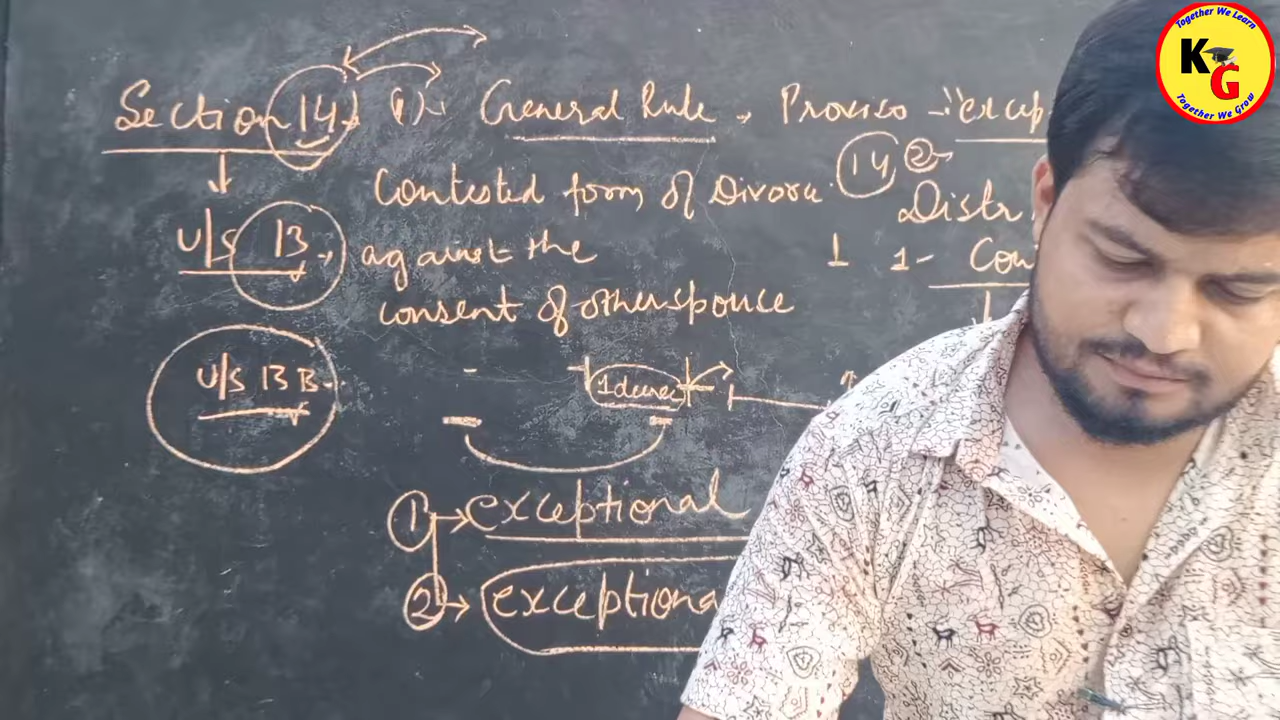 Section 14, (1). General Rule, Proviso - "excep
14 2
Contested form of Divorce.
Distr
U/S 13, against the
1 1- Con
consent of other spouce
U/S 13 B.
1 decree
1 → exceptional
2 → exceptiona
Together We Learn
KG
Together We Grow